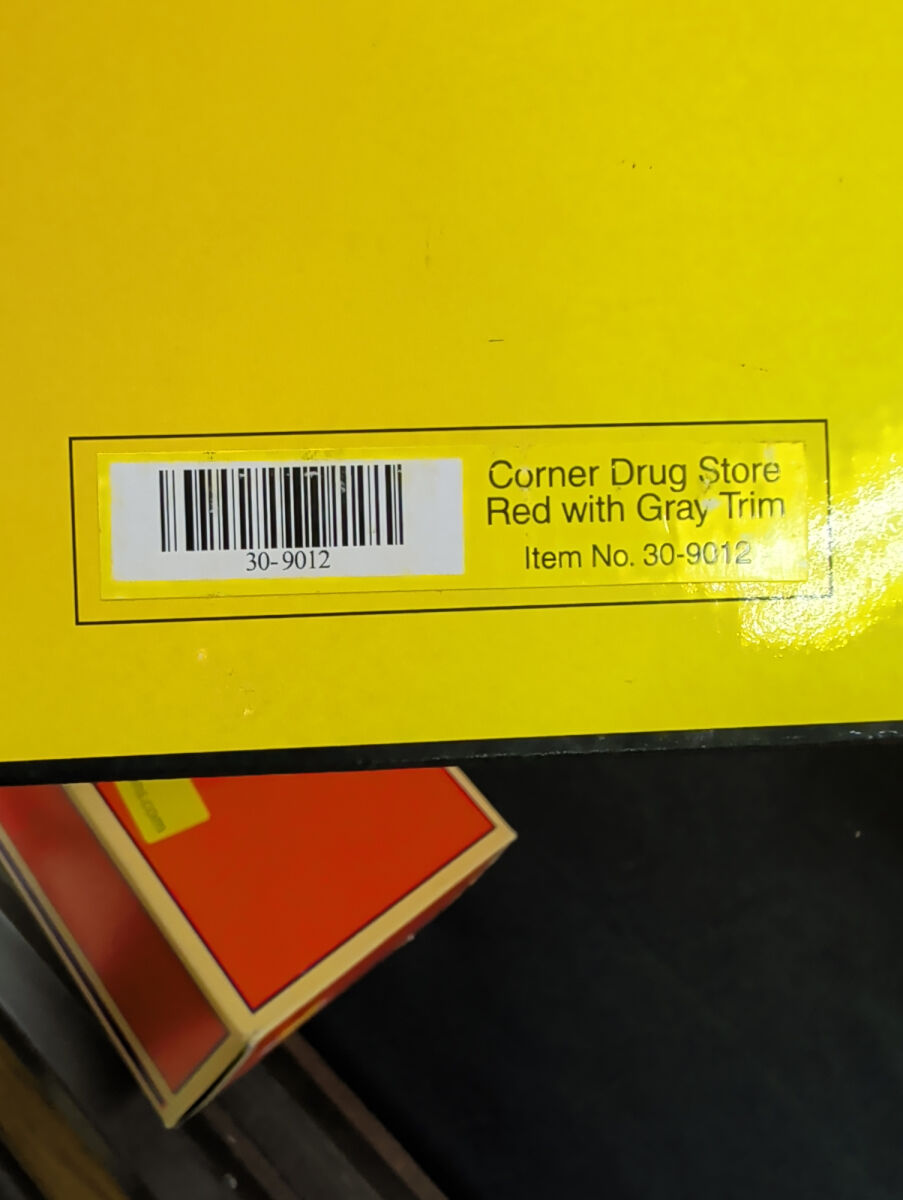 Corner Drug Store
Red with Gray Trim
Item No. 30-9012
30-9012